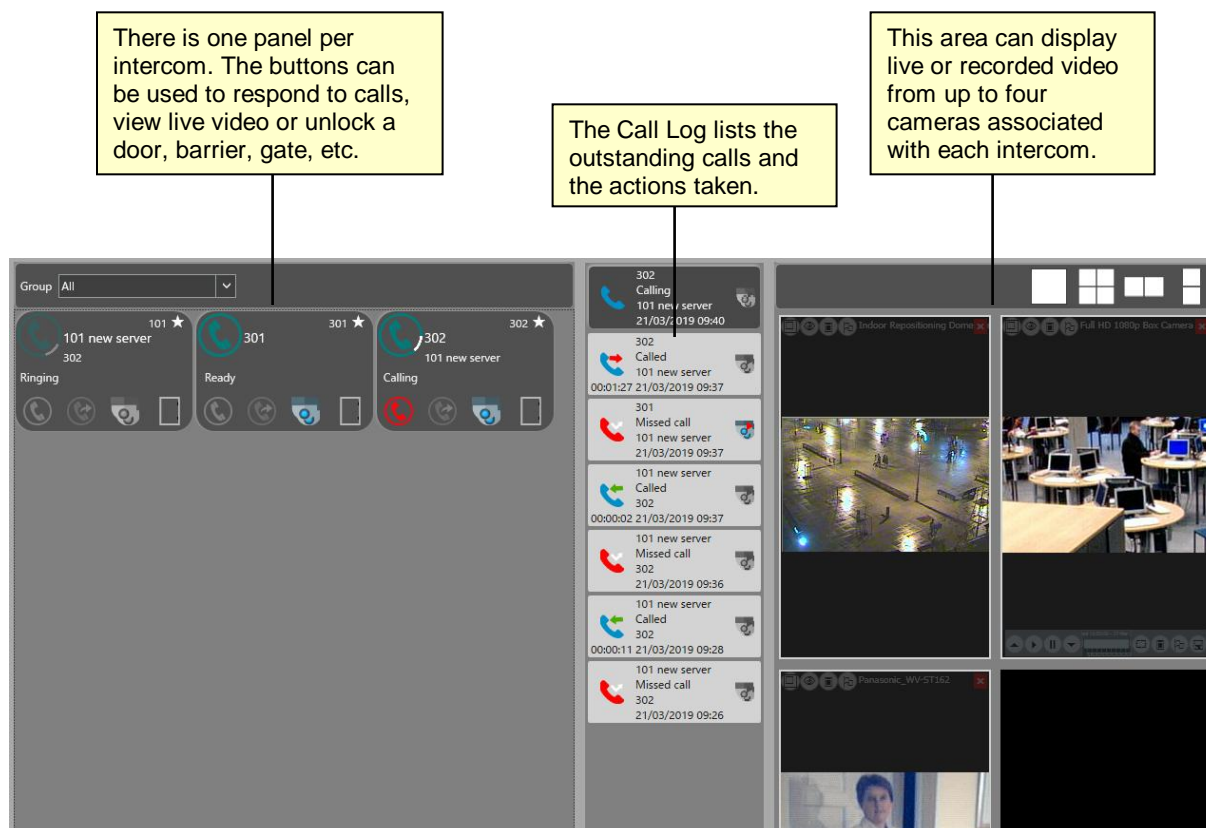 There is one panel per
intercom. The buttons can
be used to respond to calls,
view live video or unlock a
door, barrier, gate, etc.
The Call Log lists the
outstanding calls and
the actions taken.
This area can display
live or recorded video
from up to four
cameras associated
with each intercom.
Group All
101
101 new server
302
Ringing
301
301
Ready
302
302
101 new server
Calling
302
Calling
101 new server
21/03/2019 09:40
302
Called
101 new server
00:01:27 21/03/2019 09:37
301
Missed call
101 new server
21/03/2019 09:37
101 new server
Called
302
00:00:02 21/03/2019 09:37
101 new server
Missed call
302
21/03/2019 09:36
101 new server
Called
302
00:00:11 21/03/2019 09:28
101 new server
Missed call
302
21/03/2019 09:26
Indoor Repositioning Dome
Full HD 1080p Box Camera
Panasonic_WV-ST162